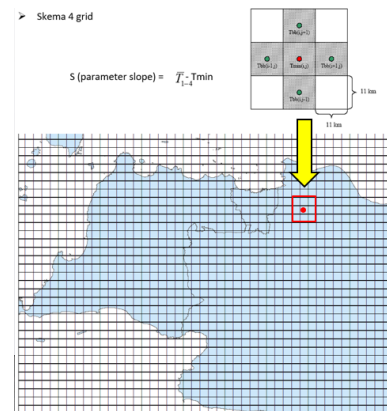 ➤ Skema 4 grid
Tbb(i,j+1)
Tbb(i-1,j)
Tmin(i,j)
Tbb(i+1,j)
Tbb(i,j-1)
S (parameter slope) = T̅1-4 - Tmin
11 km
11 km